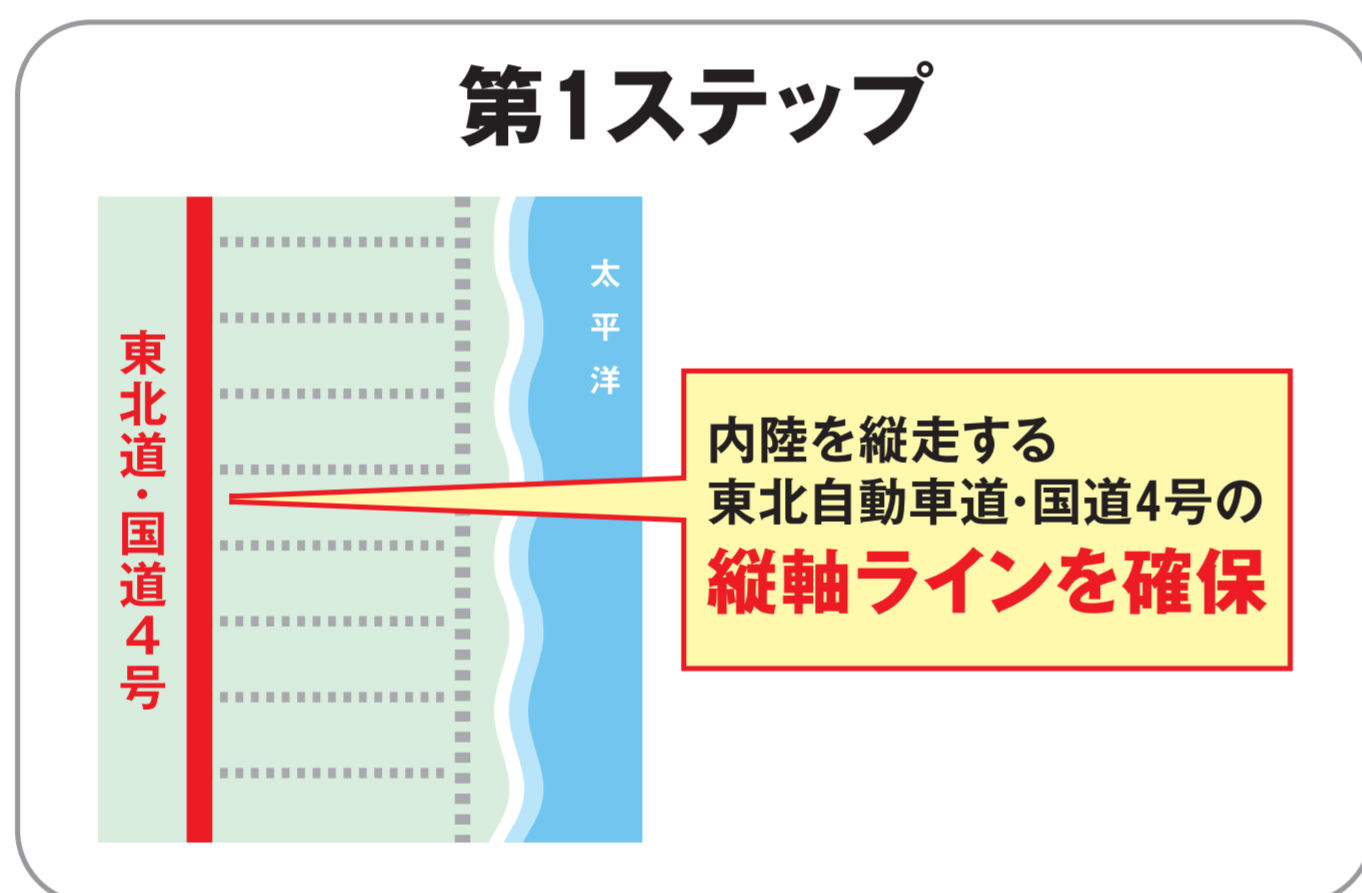 第1ステップ
東北道・国道4号
太平洋
内陸を縦走する
東北自動車道・国道4号の
縦軸ラインを確保